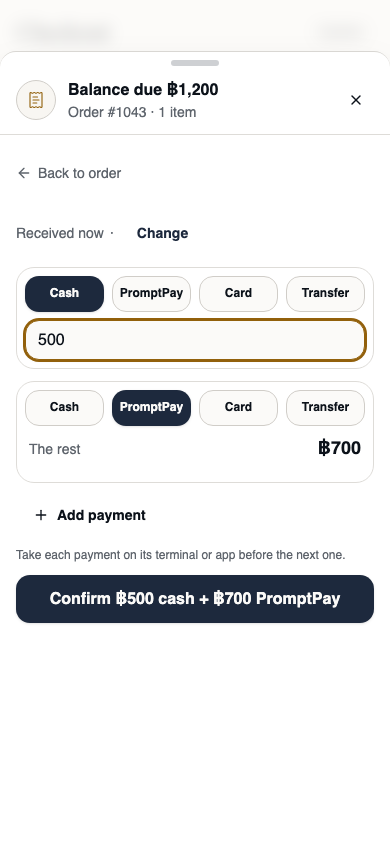 Balance due ฿1,200
Order #1043 · 1 item
Back to order
Received now · Change
Cash PromptPay Card Transfer
500
Cash PromptPay Card Transfer
The rest ฿700
Add payment
Take each payment on its terminal or app before the next one.
Confirm ฿500 cash + ฿700 PromptPay